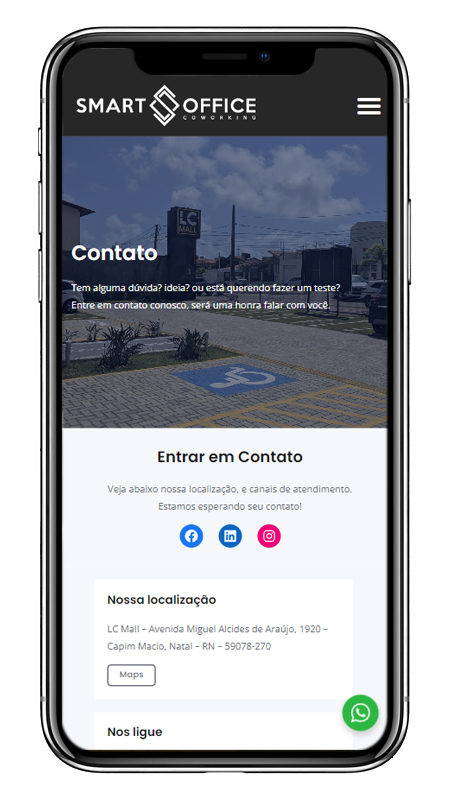 SMART OFFICE
COWORKING
LC
MALL
Contato
Tem alguma dúvida? ideia? ou está querendo fazer um teste?
Entre em contato conosco, será uma honra falar com você.
Entrar em Contato
Veja abaixo nossa localização, e canais de atendimento.
Estamos esperando seu contato!
Nossa localização
LC Mall – Avenida Miguel Alcides de Araújo, 1920 –
Capim Macio, Natal – RN – 59078-270
Maps
Nos ligue